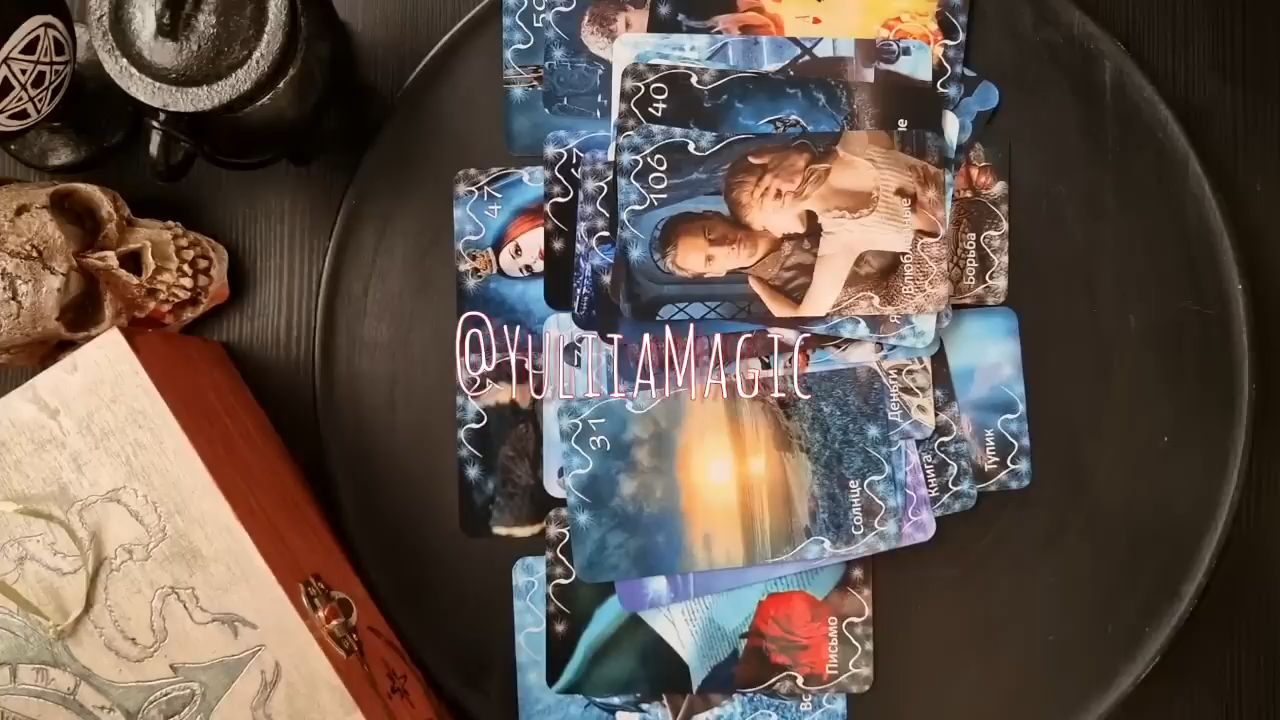 59
40
106
Влюбленные
47
Борьба
@YuliiaMagic
31
Солнце
Деньги
Книга
Тупик
Письмо